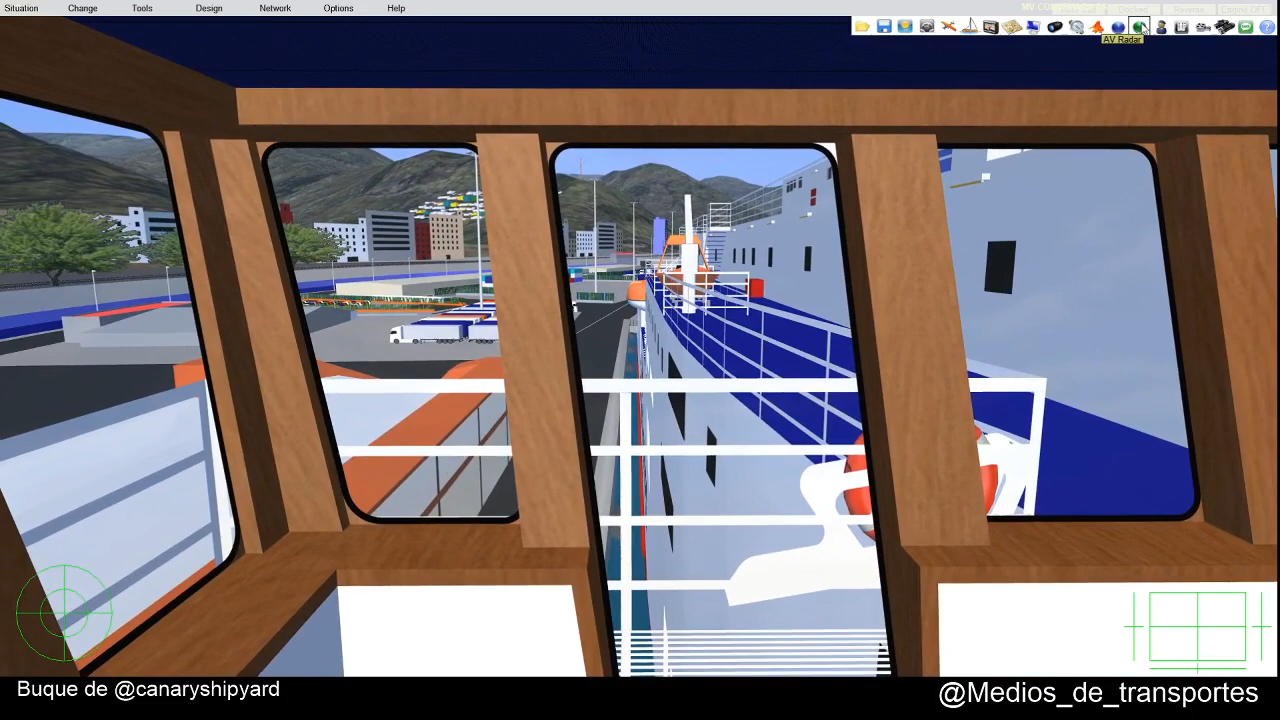 Situation Change Tools Design Network Options Help
AV Radar
Buque de @canaryshipyard
@Medios_de_transportes